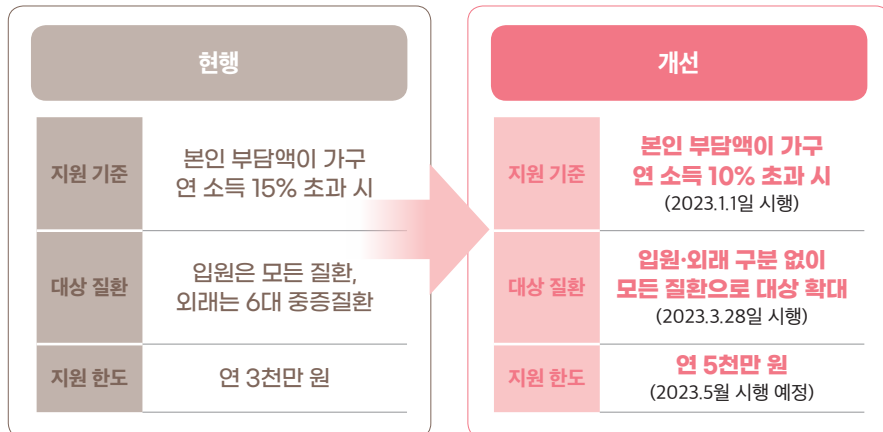 현행
지원 기준
본인 부담액이 가구
연 소득 15% 초과 시
대상 질환
입원은 모든 질환,
외래는 6대 중증질환
지원 한도
연 3천만 원
개선
지원 기준
본인 부담액이 가구
연 소득 10% 초과 시
(2023.1.1일 시행)
대상 질환
입원·외래 구분 없이
모든 질환으로 대상 확대
(2023.3.28일 시행)
지원 한도
연 5천만 원
(2023.5월 시행 예정)